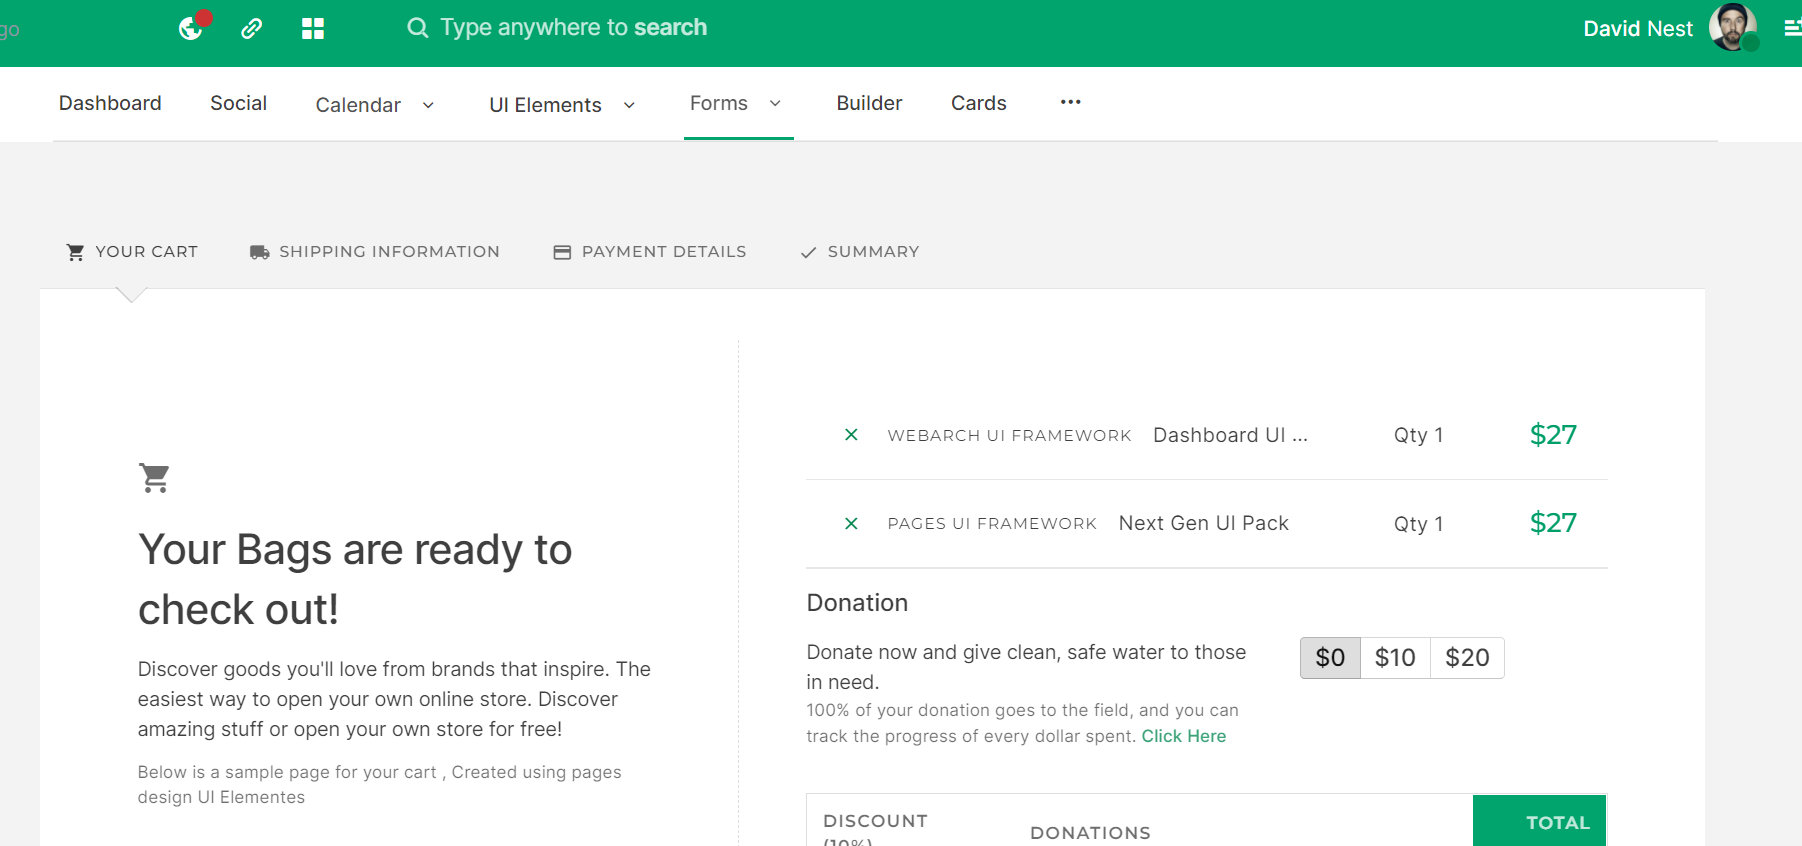 go
Type anywhere to search
David Nest
Dashboard
Social
Calendar
UI Elements
Forms
Builder
Cards
YOUR CART
SHIPPING INFORMATION
PAYMENT DETAILS
SUMMARY
Your Bags are ready to
check out!
Discover goods you'll love from brands that inspire. The
easiest way to open your own online store. Discover
amazing stuff or open your own store for free!
Below is a sample page for your cart , Created using pages
design UI Elementes
WEBARCH UI FRAMEWORK Dashboard UI ... Qty 1 $27
PAGES UI FRAMEWORK Next Gen UI Pack Qty 1 $27
Donation
Donate now and give clean, safe water to those
in need.
100% of your donation goes to the field, and you can
track the progress of every dollar spent. Click Here
$0 $10 $20
DISCOUNT
(10%)
DONATIONS
TOTAL